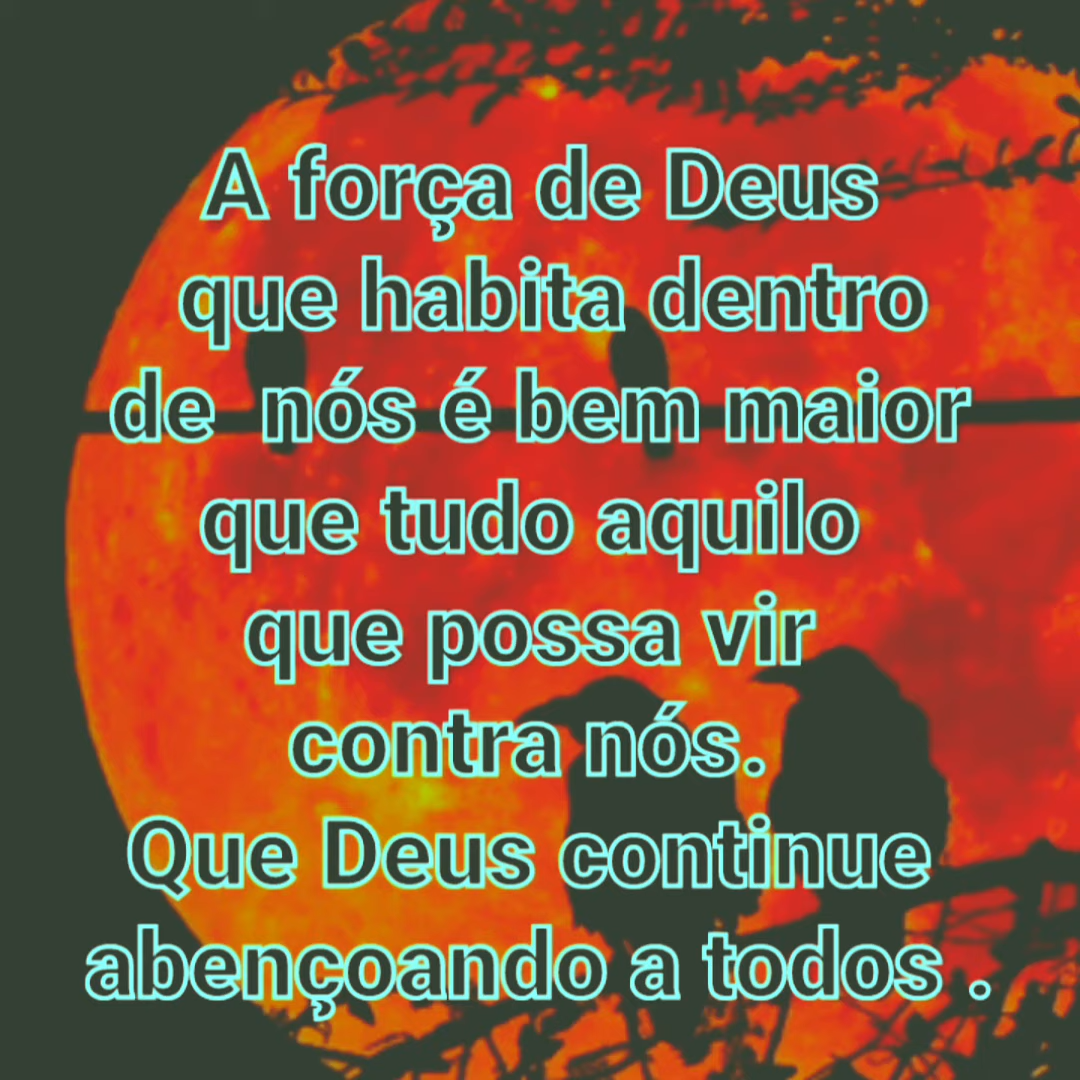 A força de Deus
que habita dentro
de nós é bem maior
que tudo aquilo
que possa vir
contra nós.
Que Deus continue
abençoando a todos .